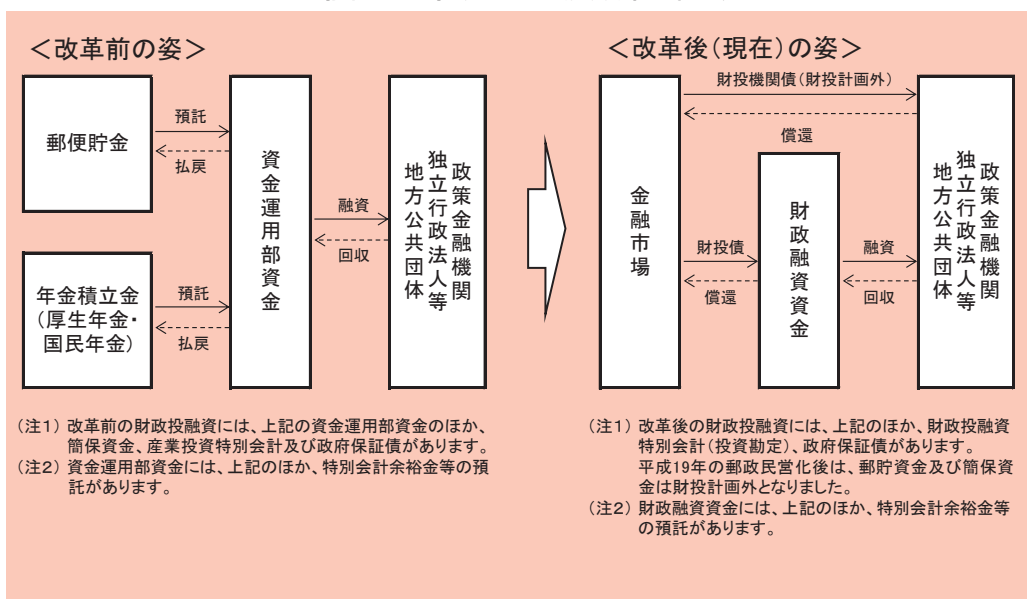 ＜改革前の姿＞
郵便貯金
預託
払戻
年金積立金
（厚生年金・
国民年金）
預託
払戻
資金運用部資金
融資
回収
政策金融機関
独立行政法人等
地方公共団体
（注１） 改革前の財政投融資には、上記の資金運用部資金のほか、
簡保資金、産業投資特別会計及び政府保証債があります。
（注２） 資金運用部資金には、上記のほか、特別会計余裕金等の預
託があります。
＜改革後（現在）の姿＞
金融市場
財投機関債（財投計画外）
償還
財投債
償還
財政融資資金
融資
回収
政策金融機関
独立行政法人等
地方公共団体
（注１） 改革後の財政投融資には、上記のほか、財政投融資
特別会計（投資勘定）、政府保証債があります。
平成19年の郵政民営化後は、郵貯資金及び簡保資
金は財投計画外となりました。
（注２） 財政融資資金には、上記のほか、特別会計余裕金等
の預託があります。